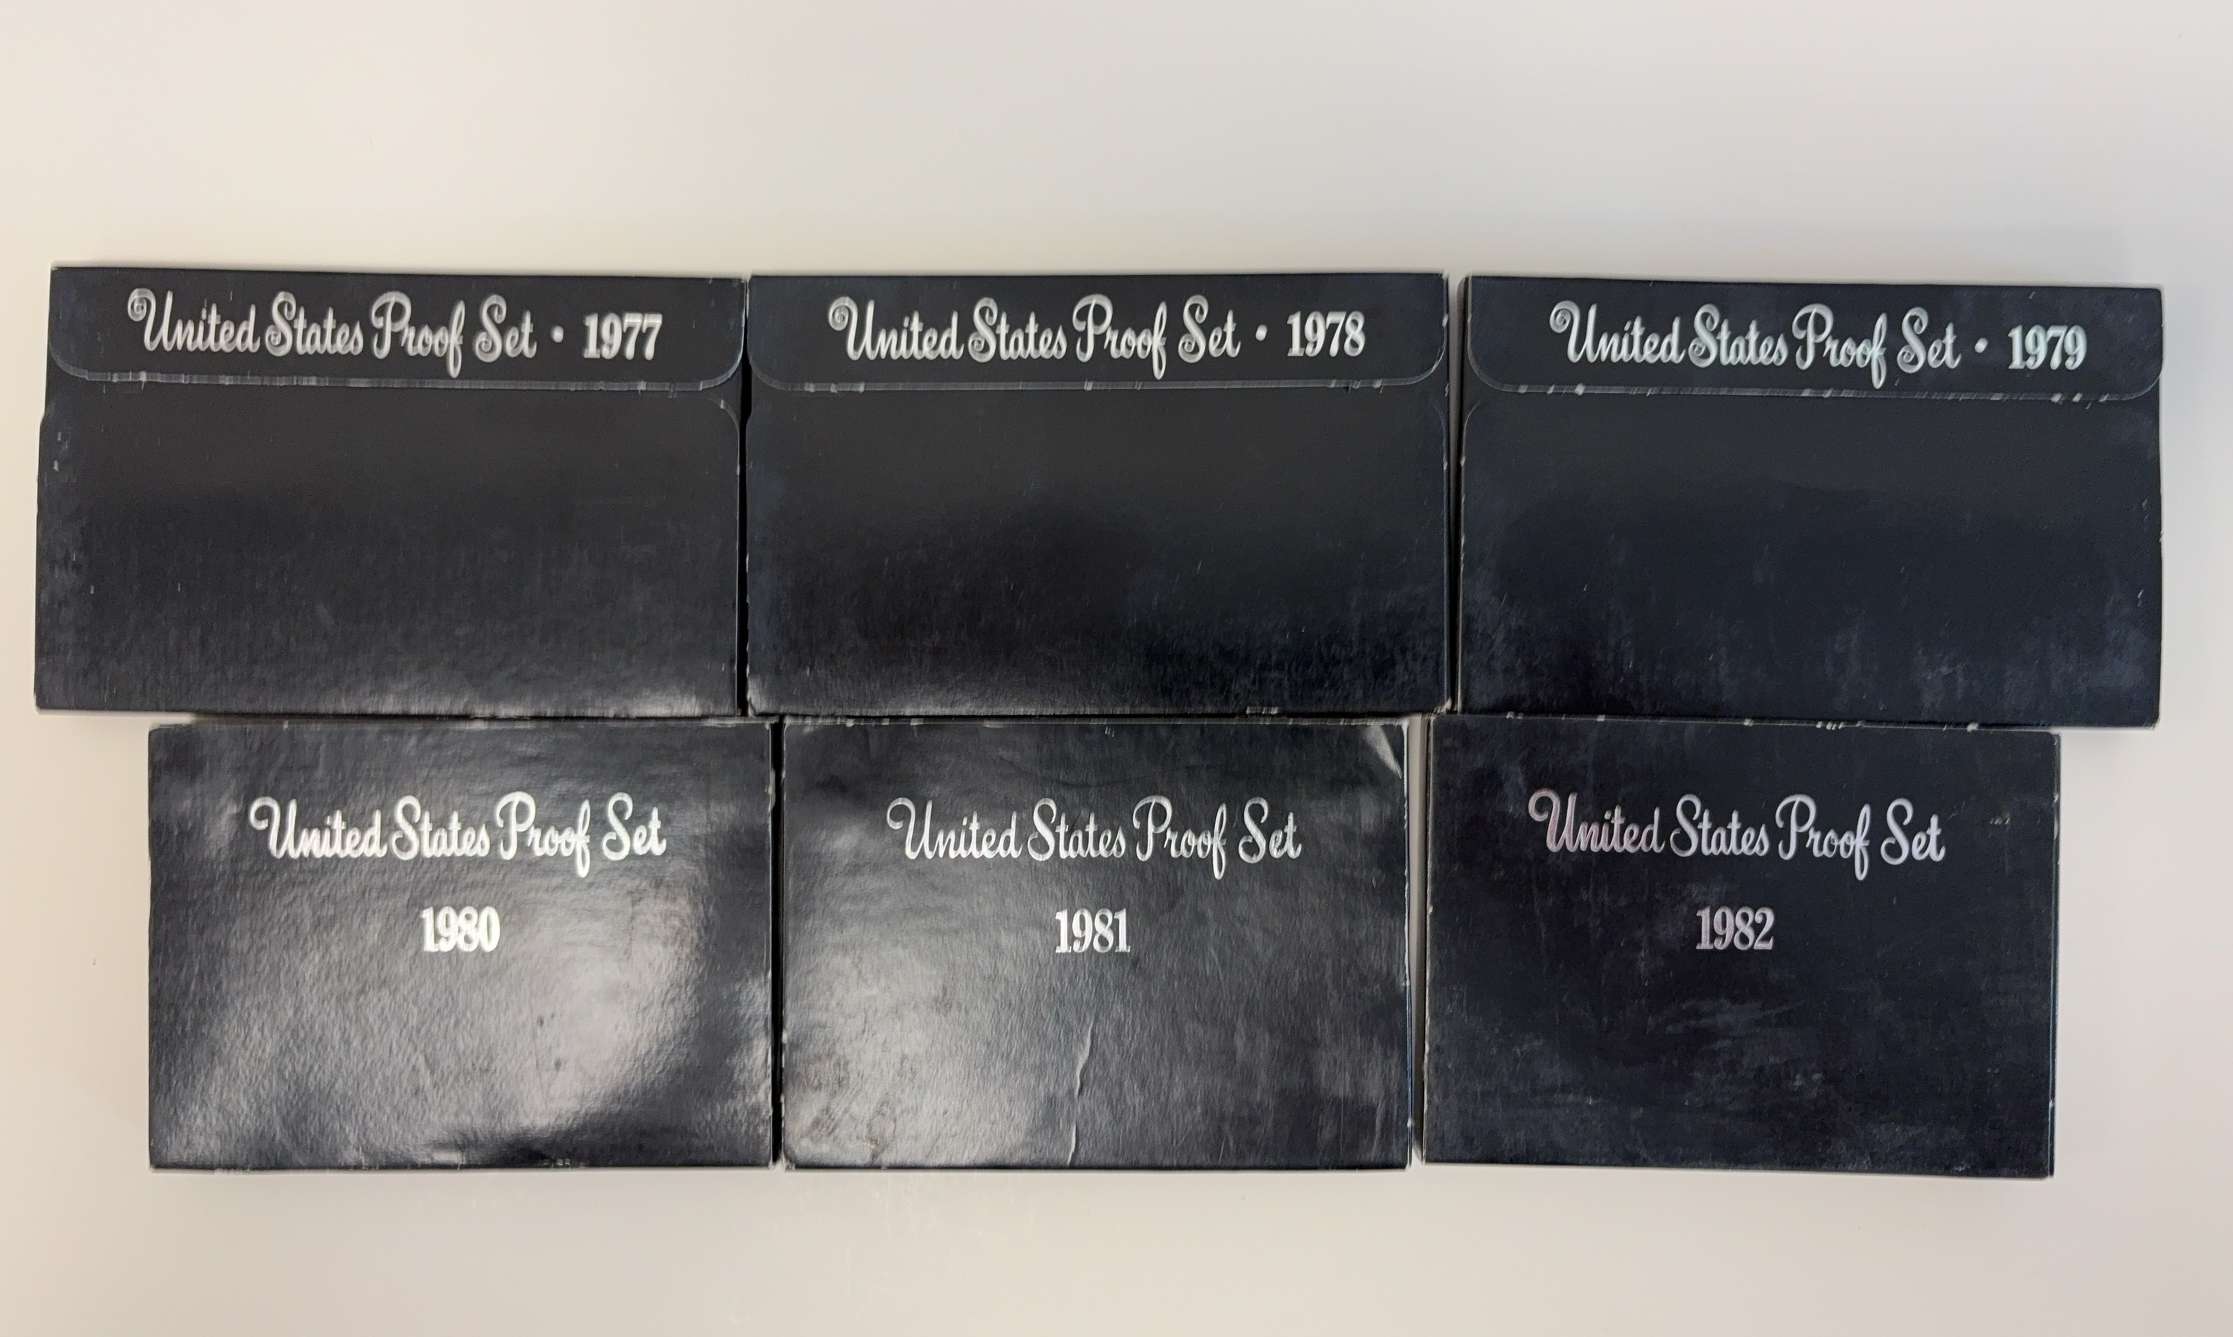 United States Proof Set • 1977
United States Proof Set • 1978
United States Proof Set • 1979
United States Proof Set
1980
United States Proof Set
1981
United States Proof Set
1982